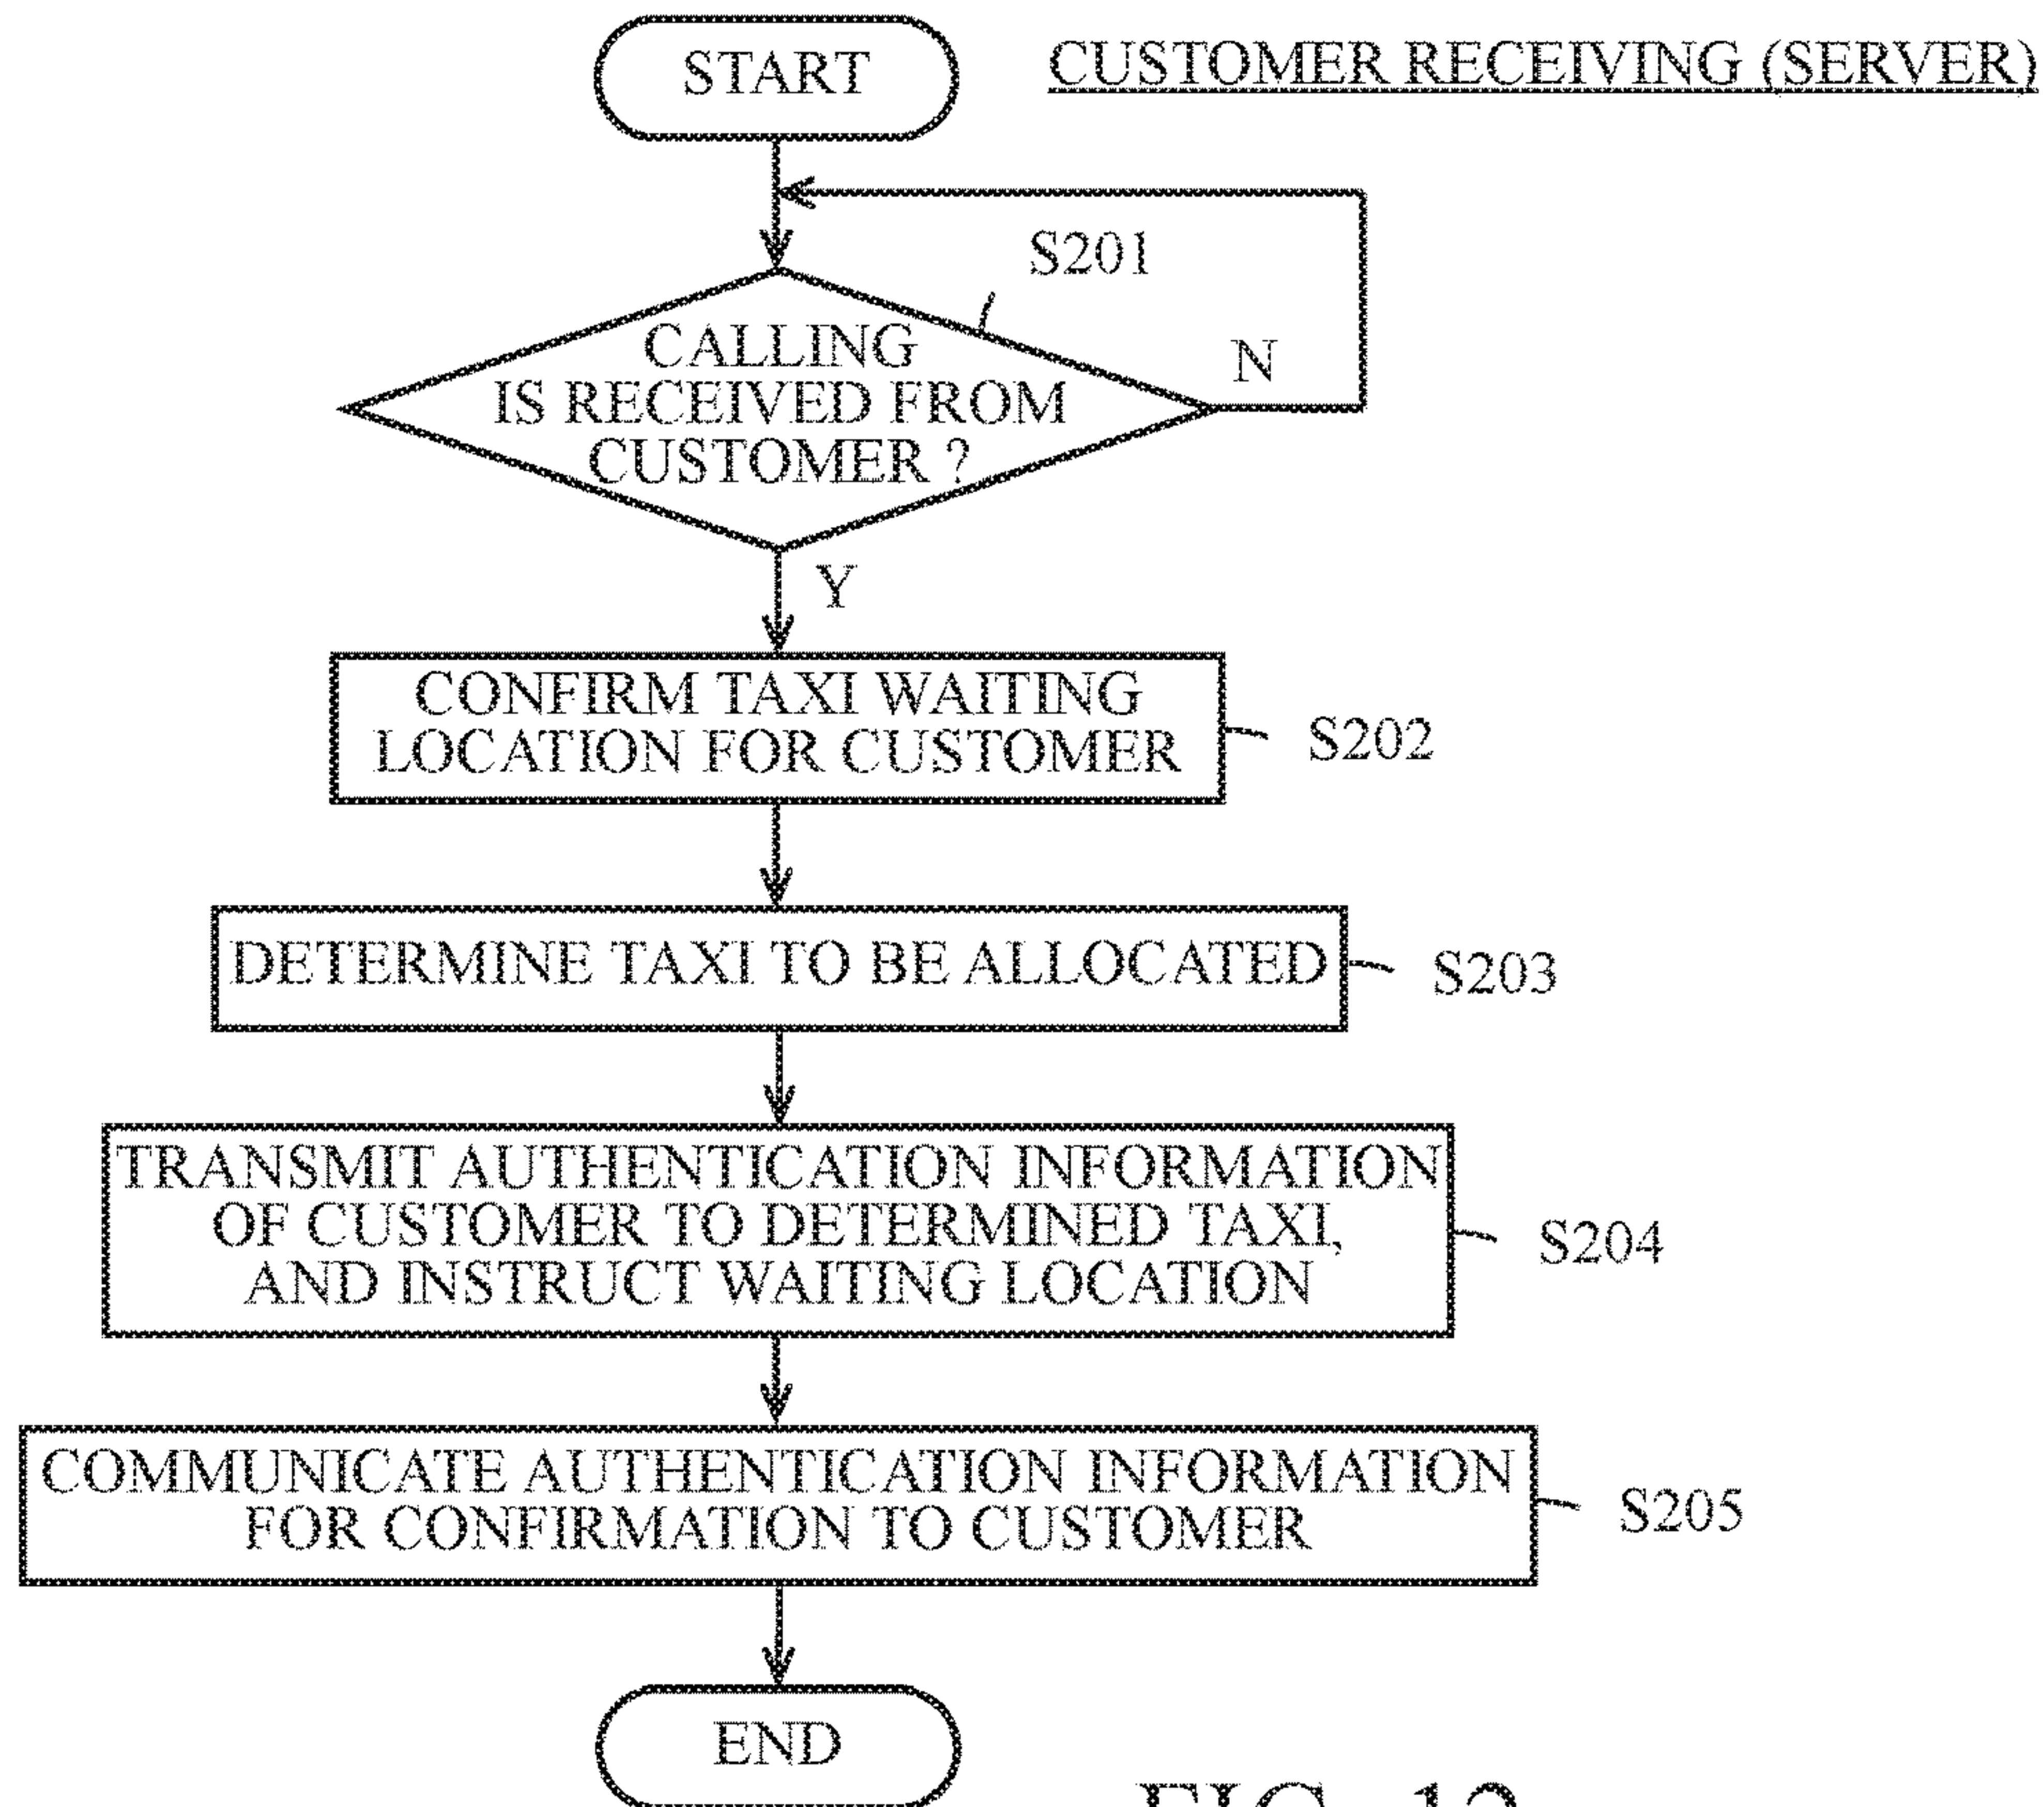 START
CUSTOMER RECEIVING (SERVER)
S201
CALLING
IS RECEIVED FROM
CUSTOMER ?
N
Y
CONFIRM TAXI WAITING
LOCATION FOR CUSTOMER
S202
DETERMINE TAXI TO BE ALLOCATED
S203
TRANSMIT AUTHENTICATION INFORMATION
OF CUSTOMER TO DETERMINED TAXI,
AND INSTRUCT WAITING LOCATION
S204
COMMUNICATE AUTHENTICATION INFORMATION
FOR CONFIRMATION TO CUSTOMER
S205
END
FIG.